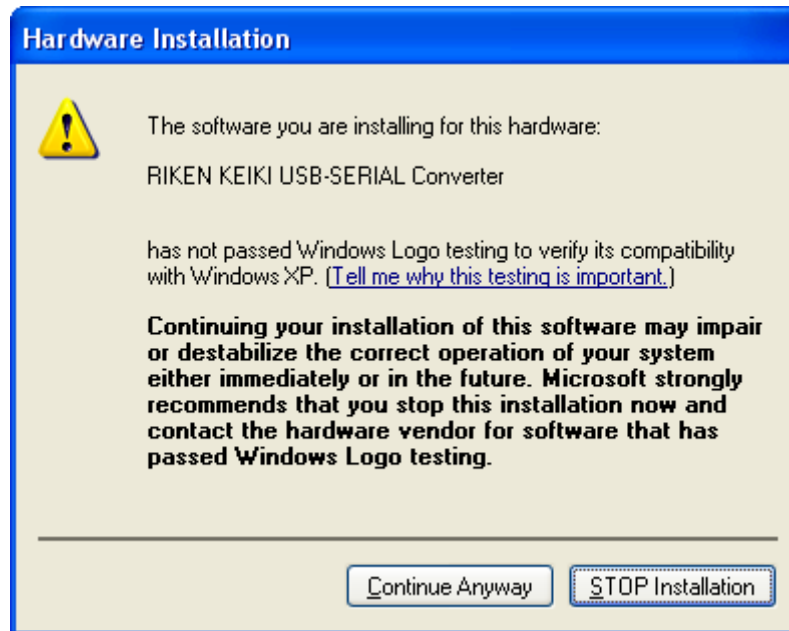 Hardware Installation
The software you are installing for this hardware:
RIKEN KEIKI USB-SERIAL Converter
has not passed Windows Logo testing to verify its compatibility
with Windows XP. (Tell me why this testing is important.)
Continuing your installation of this software may impair
or destabilize the correct operation of your system
either immediately or in the future. Microsoft strongly
recommends that you stop this installation now and
contact the hardware vendor for software that has
passed Windows Logo testing.
Continue Anyway
STOP Installation